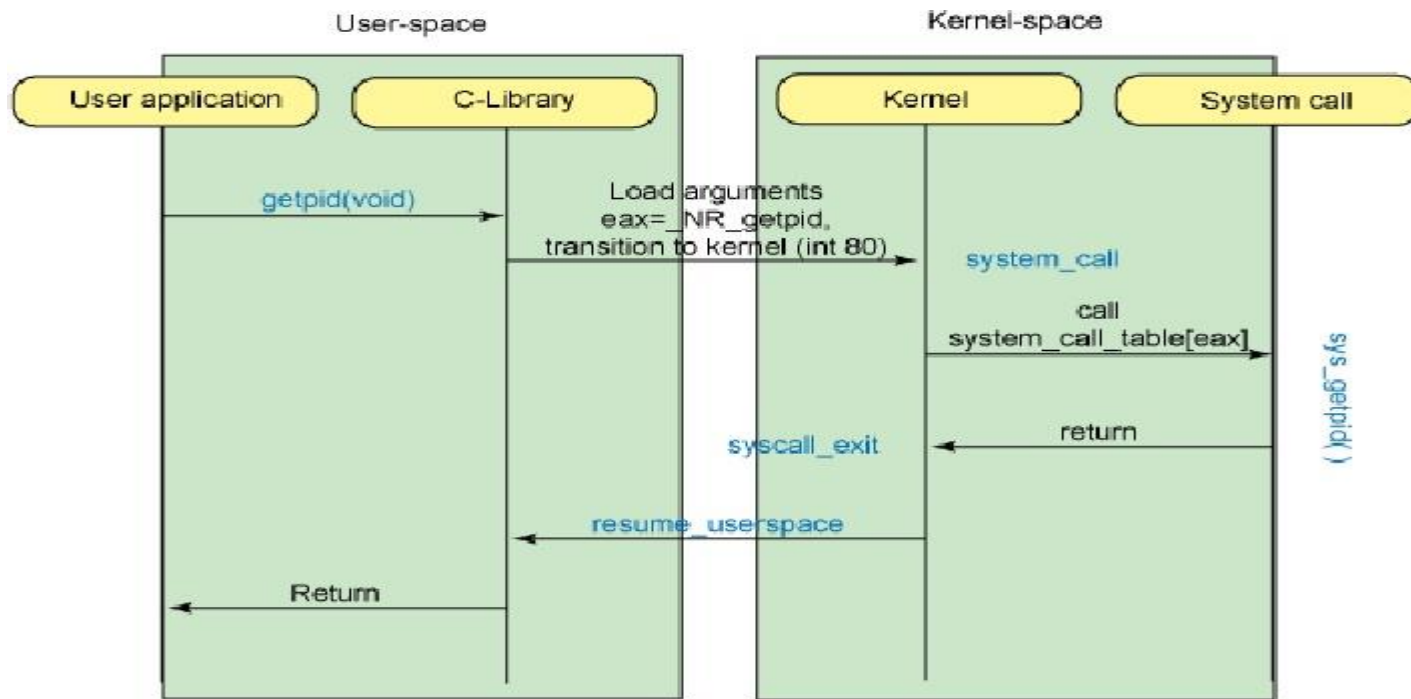 User-space
Kernel-space
User application
C-Library
Kernel
System call
getpid(void)
Load arguments
eax=_NR_getpid,
transition to kernel (int 80)
system_call
call
system_call_table[eax]
sys_getpid()
return
syscall_exit
resume_userspace
Return